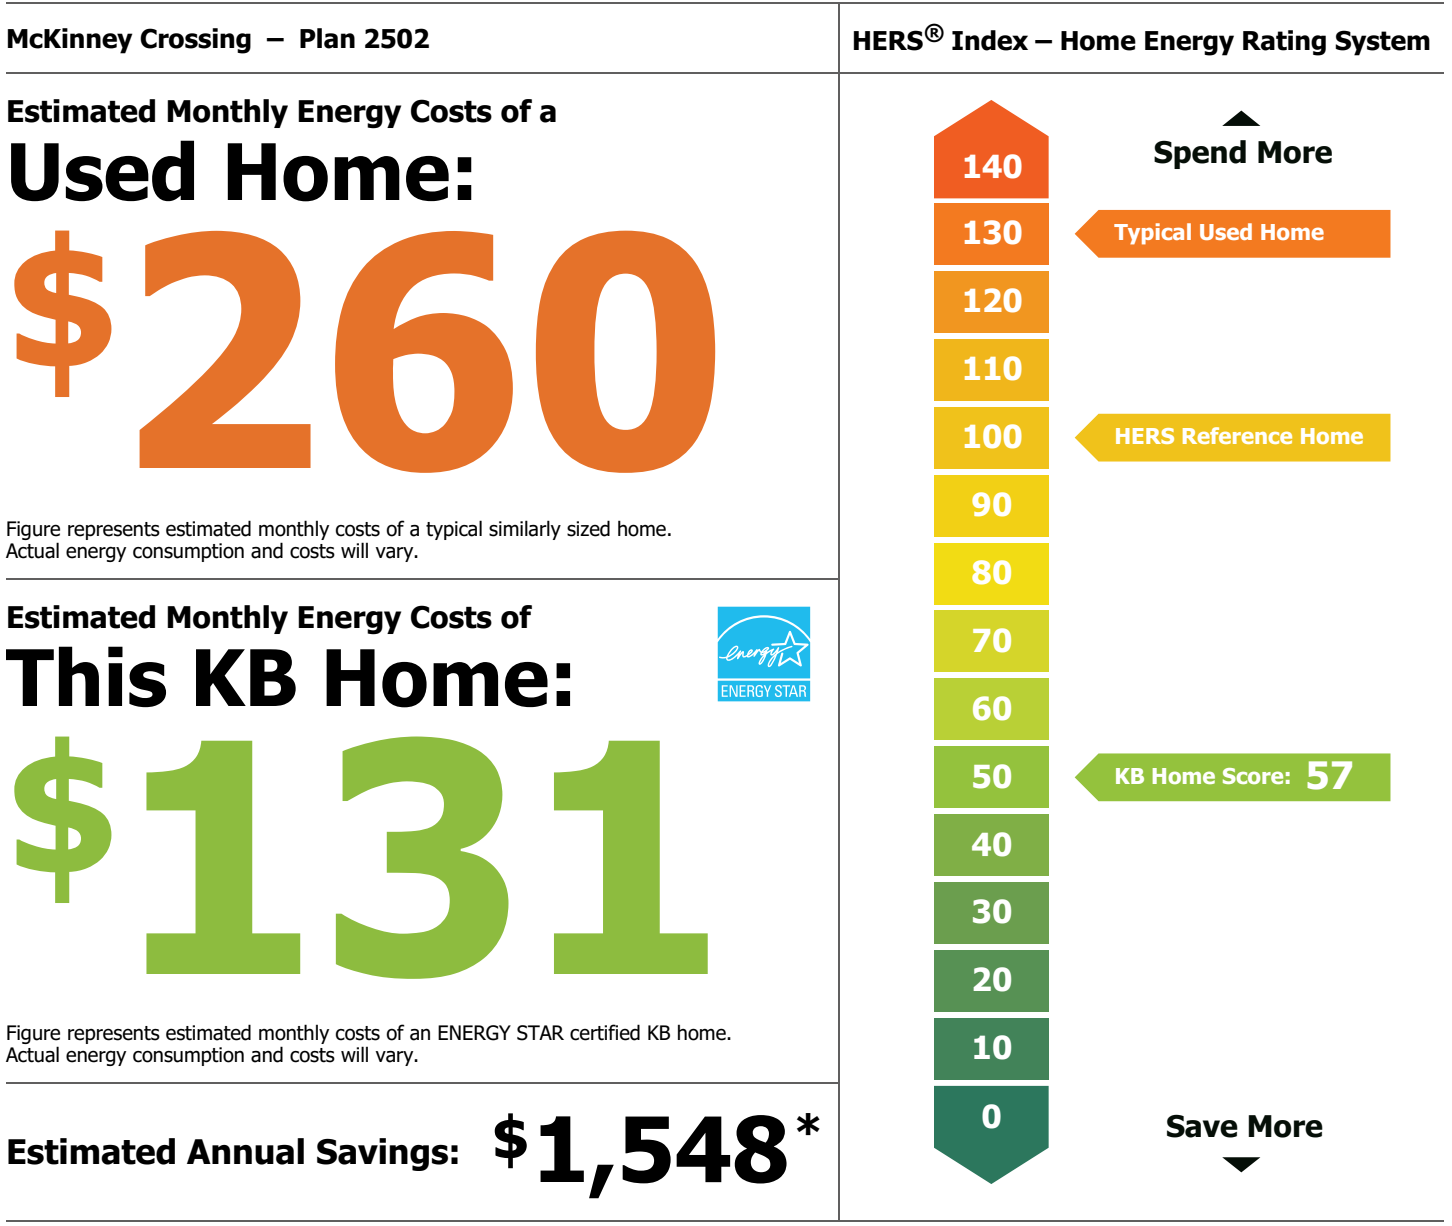 McKinney Crossing – Plan 2502
Estimated Monthly Energy Costs of a
Used Home:
$260
Figure represents estimated monthly costs of a typical similarly sized home.
Actual energy consumption and costs will vary.
Estimated Monthly Energy Costs of
This KB Home:
energy
ENERGY STAR
$131
Figure represents estimated monthly costs of an ENERGY STAR certified KB home.
Actual energy consumption and costs will vary.
Estimated Annual Savings: $1,548*
HERS® Index – Home Energy Rating System
Spend More
140
130 Typical Used Home
120
110
100 HERS Reference Home
90
80
70
60
50 KB Home Score: 57
40
30
20
10
0
Save More